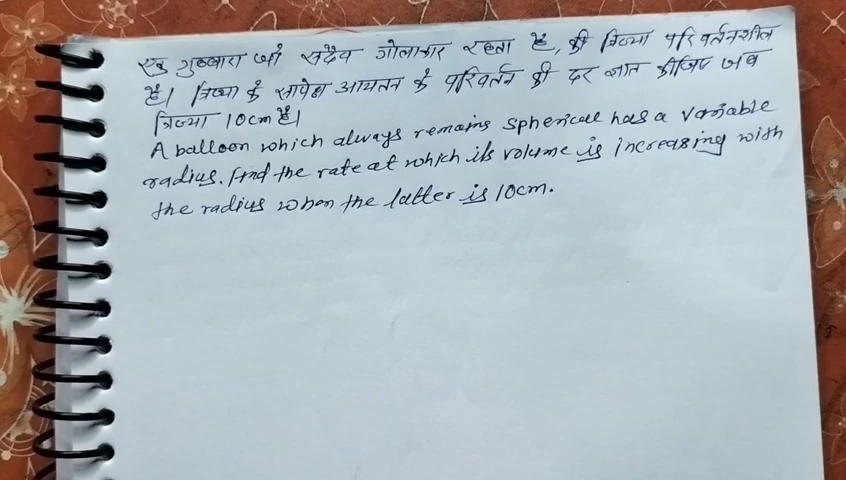 एक गुब्बारा जो सदैव गोलाकार रहता है, की त्रिज्या परिवर्तनशील
है। त्रिज्या के सापेक्ष आयतन के परिवर्तन की दर ज्ञात कीजिए जब
त्रिज्या 10cm है।
A balloon which always remains spherical has a variable
radius. find the rate at which its volume is increasing with
the radius when the latter is 10cm.